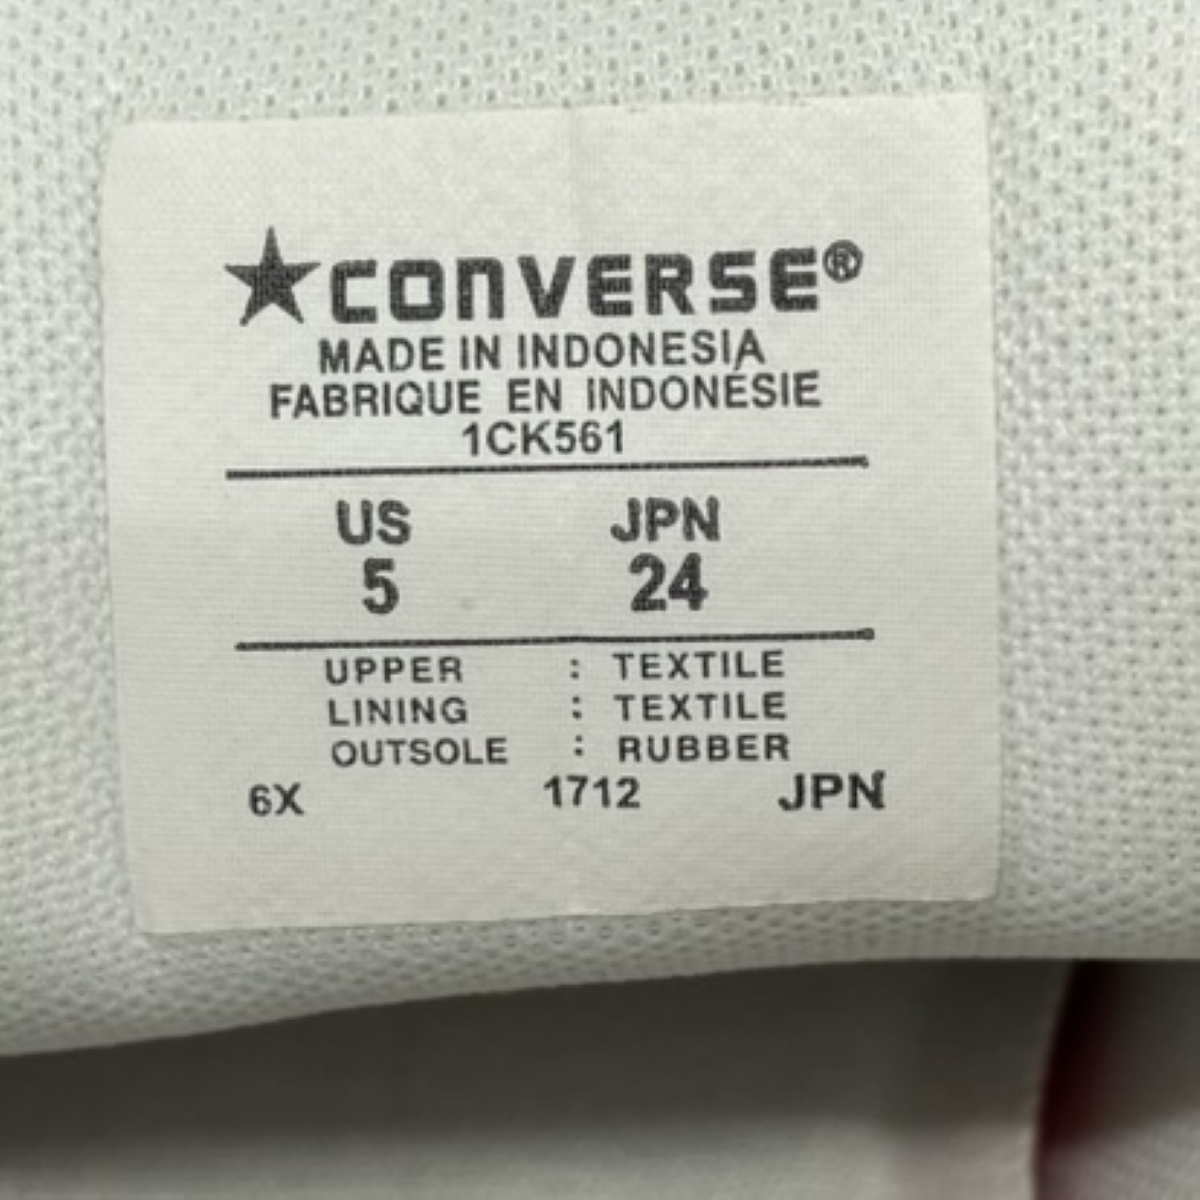 ★CONVERSE®
MADE IN INDONESIA
FABRIQUE EN INDONÉSIE
1CK561
US JPN
5 24
UPPER : TEXTILE
LINING : TEXTILE
OUTSOLE : RUBBER
6X 1712 JPN